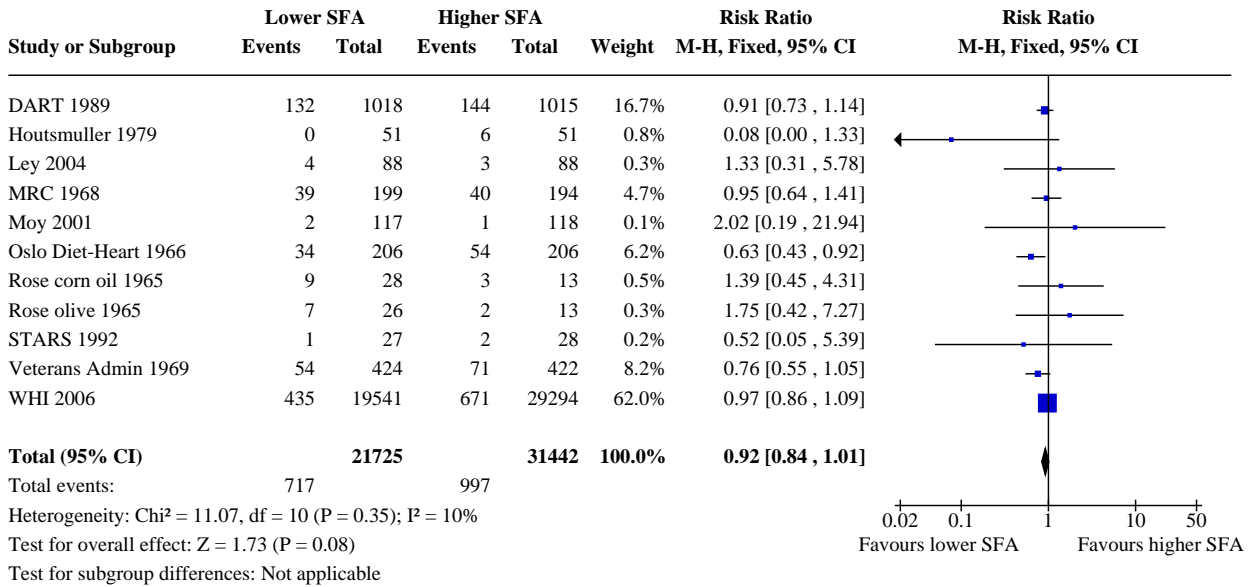 Lower SFA Higher SFA Risk Ratio Risk Ratio
Study or Subgroup Events Total Events Total Weight M-H, Fixed, 95% CI M-H, Fixed, 95% CI
DART 1989 132 1018 144 1015 16.7% 0.91 [0.73 , 1.14]
Houtsmuller 1979 0 51 6 51 0.8% 0.08 [0.00 , 1.33]
Ley 2004 4 88 3 88 0.3% 1.33 [0.31 , 5.78]
MRC 1968 39 199 40 194 4.7% 0.95 [0.64 , 1.41]
Moy 2001 2 117 1 118 0.1% 2.02 [0.19 , 21.94]
Oslo Diet-Heart 1966 34 206 54 206 6.2% 0.63 [0.43 , 0.92]
Rose corn oil 1965 9 28 3 13 0.5% 1.39 [0.45 , 4.31]
Rose olive 1965 7 26 2 13 0.3% 1.75 [0.42 , 7.27]
STARS 1992 1 27 2 28 0.2% 0.52 [0.05 , 5.39]
Veterans Admin 1969 54 424 71 422 8.2% 0.76 [0.55 , 1.05]
WHI 2006 435 19541 671 29294 62.0% 0.97 [0.86 , 1.09]
Total (95% CI) 21725 31442 100.0% 0.92 [0.84 , 1.01]
Total events: 717 997
Heterogeneity: Chi² = 11.07, df = 10 (P = 0.35); I² = 10%
0.02 0.1 1 10 50
Test for overall effect: Z = 1.73 (P = 0.08)
Favours lower SFA Favours higher SFA
Test for subgroup differences: Not applicable